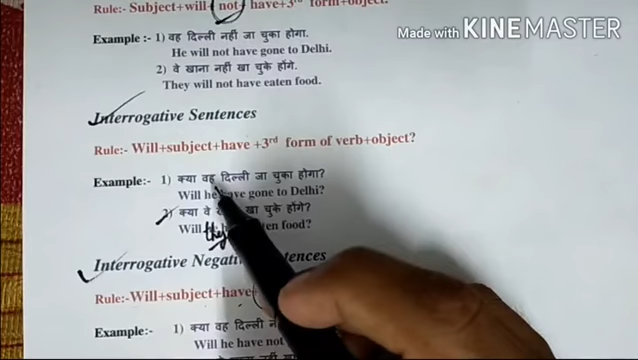 Rule:- Subject+will+(not)+have+3rd form+object.
Made with KINEMASTER
Example :- 1) वह दिल्ली नहीं जा चुका होगा.
He will not have gone to Delhi.
2) वे खाना नहीं खा चुके होंगे.
They will not have eaten food.
Interrogative Sentences
Rule:- Will+subject+have +3rd form of verb+object?
Example:- 1) क्या वह दिल्ली जा चुका होगा?
Will he have gone to Delhi?
2) क्या वे खा चुके होंगे?
Will they food?
Interrogative Negative Sentences
Rule:-Will+subject+have+
Example:- 1) क्या वह दिल्ली
Will he have not